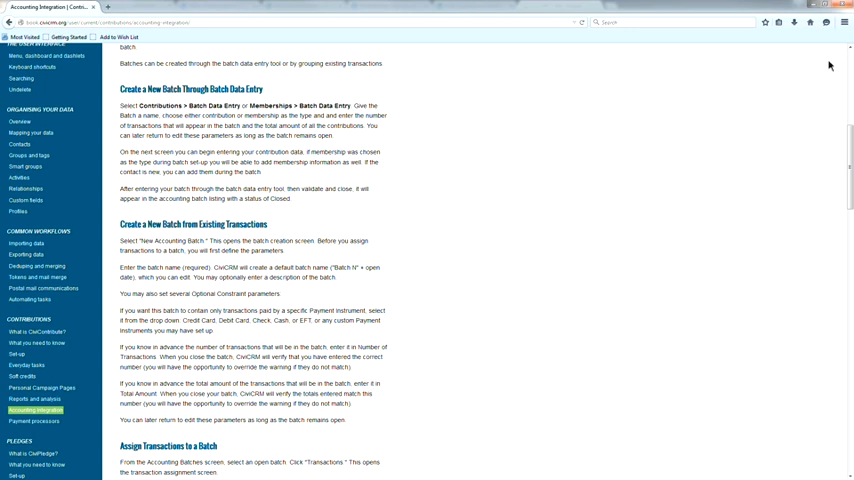 Accounting Integration | Contri...
book.civicrm.org/user/current/contributions/accounting-integration/
Search
Most Visited
Getting Started
Add to Wish List
THE USER INTERFACE
Menu, dashboard and dashlets
Keyboard shortcuts
Searching
Undelete
ORGANISING YOUR DATA
Overview
Mapping your data
Contacts
Groups and tags
Smart groups
Activities
Relationships
Custom fields
Profiles
COMMON WORKFLOWS
Importing data
Exporting data
Deduping and merging
Tokens and mail merge
Postal mail communications
Automating tasks
CONTRIBUTIONS
What is CiviContribute?
What you need to know
Set-up
Everyday tasks
Soft credits
Personal Campaign Pages
Reports and analysis
Accounting Integration
Payment processors
PLEDGES
What is CiviPledge?
What you need to know
Set-up
batch.
Batches can be created through the batch data entry tool or by grouping existing transactions
Create a New Batch Through Batch Data Entry
Select Contributions > Batch Data Entry or Memberships > Batch Data Entry. Give the
Batch a name, choose either contribution or membership as the type and and enter the number
of transactions that will appear in the batch and the total amount of all the contributions. You
can later return to edit these parameters as long as the batch remains open.
On the next screen you can begin entering your contribution data, if membership was chosen
as the type during batch set-up you will be able to add membership information as well. If the
contact is new, you can add them during the batch.
After entering your batch through the batch data entry tool, then validate and close, it will
appear in the accounting batch listing with a status of Closed.
Create a New Batch from Existing Transactions
Select "New Accounting Batch." This opens the batch creation screen. Before you assign
transactions to a batch, you will first define the parameters.
Enter the batch name (required). CiviCRM will create a default batch name ("Batch N" + open
date), which you can edit. You may optionally enter a description of the batch.
You may also set several Optional Constraint parameters:
If you want this batch to contain only transactions paid by a specific Payment Instrument, select
it from the drop down: Credit Card, Debit Card, Check, Cash, or EFT, or any custom Payment
Instruments you may have set up.
If you know in advance the number of transactions that will be in the batch, enter it in Number of
Transactions. When you close the batch, CiviCRM will verify that you have entered the correct
number (you will have the opportunity to override the warning if they do not match).
If you know in advance the total amount of the transactions that will be in the batch, enter it in
Total Amount. When you close your batch, CiviCRM will verify the totals entered match this
number (you will have the opportunity to override the warning if they do not match).
You can later return to edit these parameters as long as the batch remains open.
Assign Transactions to a Batch
From the Accounting Batches screen, select an open batch. Click "Transactions." This opens
the transaction assignment screen.